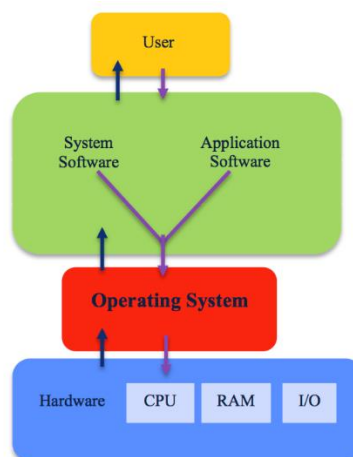 User
System
Software
Application
Software
Operating System
Hardware
CPU
RAM
I/O